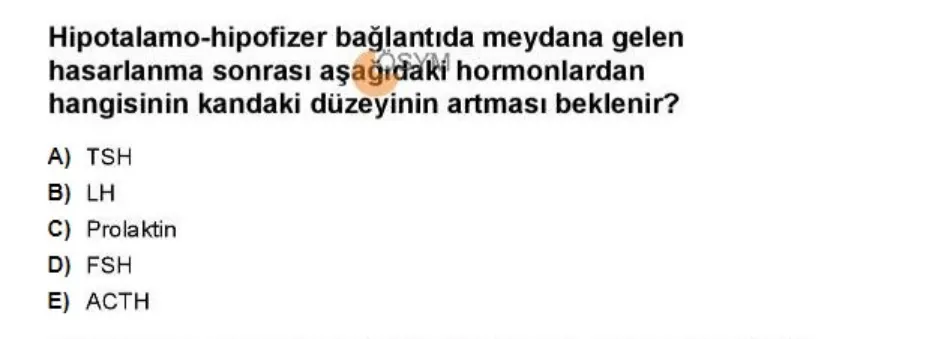 Hipotalamo-hipofizer bağlantıda meydana gelen
hasarlanma sonrası aşağıdaki hormonlardan
hangisinin kandaki düzeyinin artması beklenir?
ÖSYM
A) TSH
B) LH
C) Prolaktin
D) FSH
E) ACTH